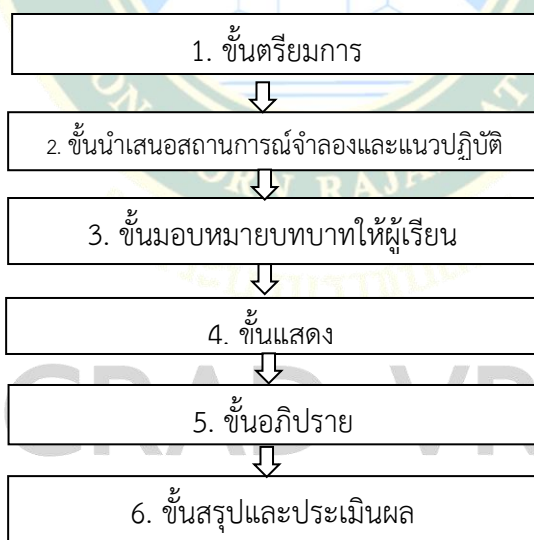 1. ขั้นตรียมการ
2. ขั้นนำเสนอสถานการณ์จำลองและแนวปฏิบัติ
3. ขั้นมอบหมายบทบาทให้ผู้เรียน
4. ขั้นแสดง
5. ขั้นอภิปราย
GRAD VR
6. ขั้นสรุปและประเมินผล